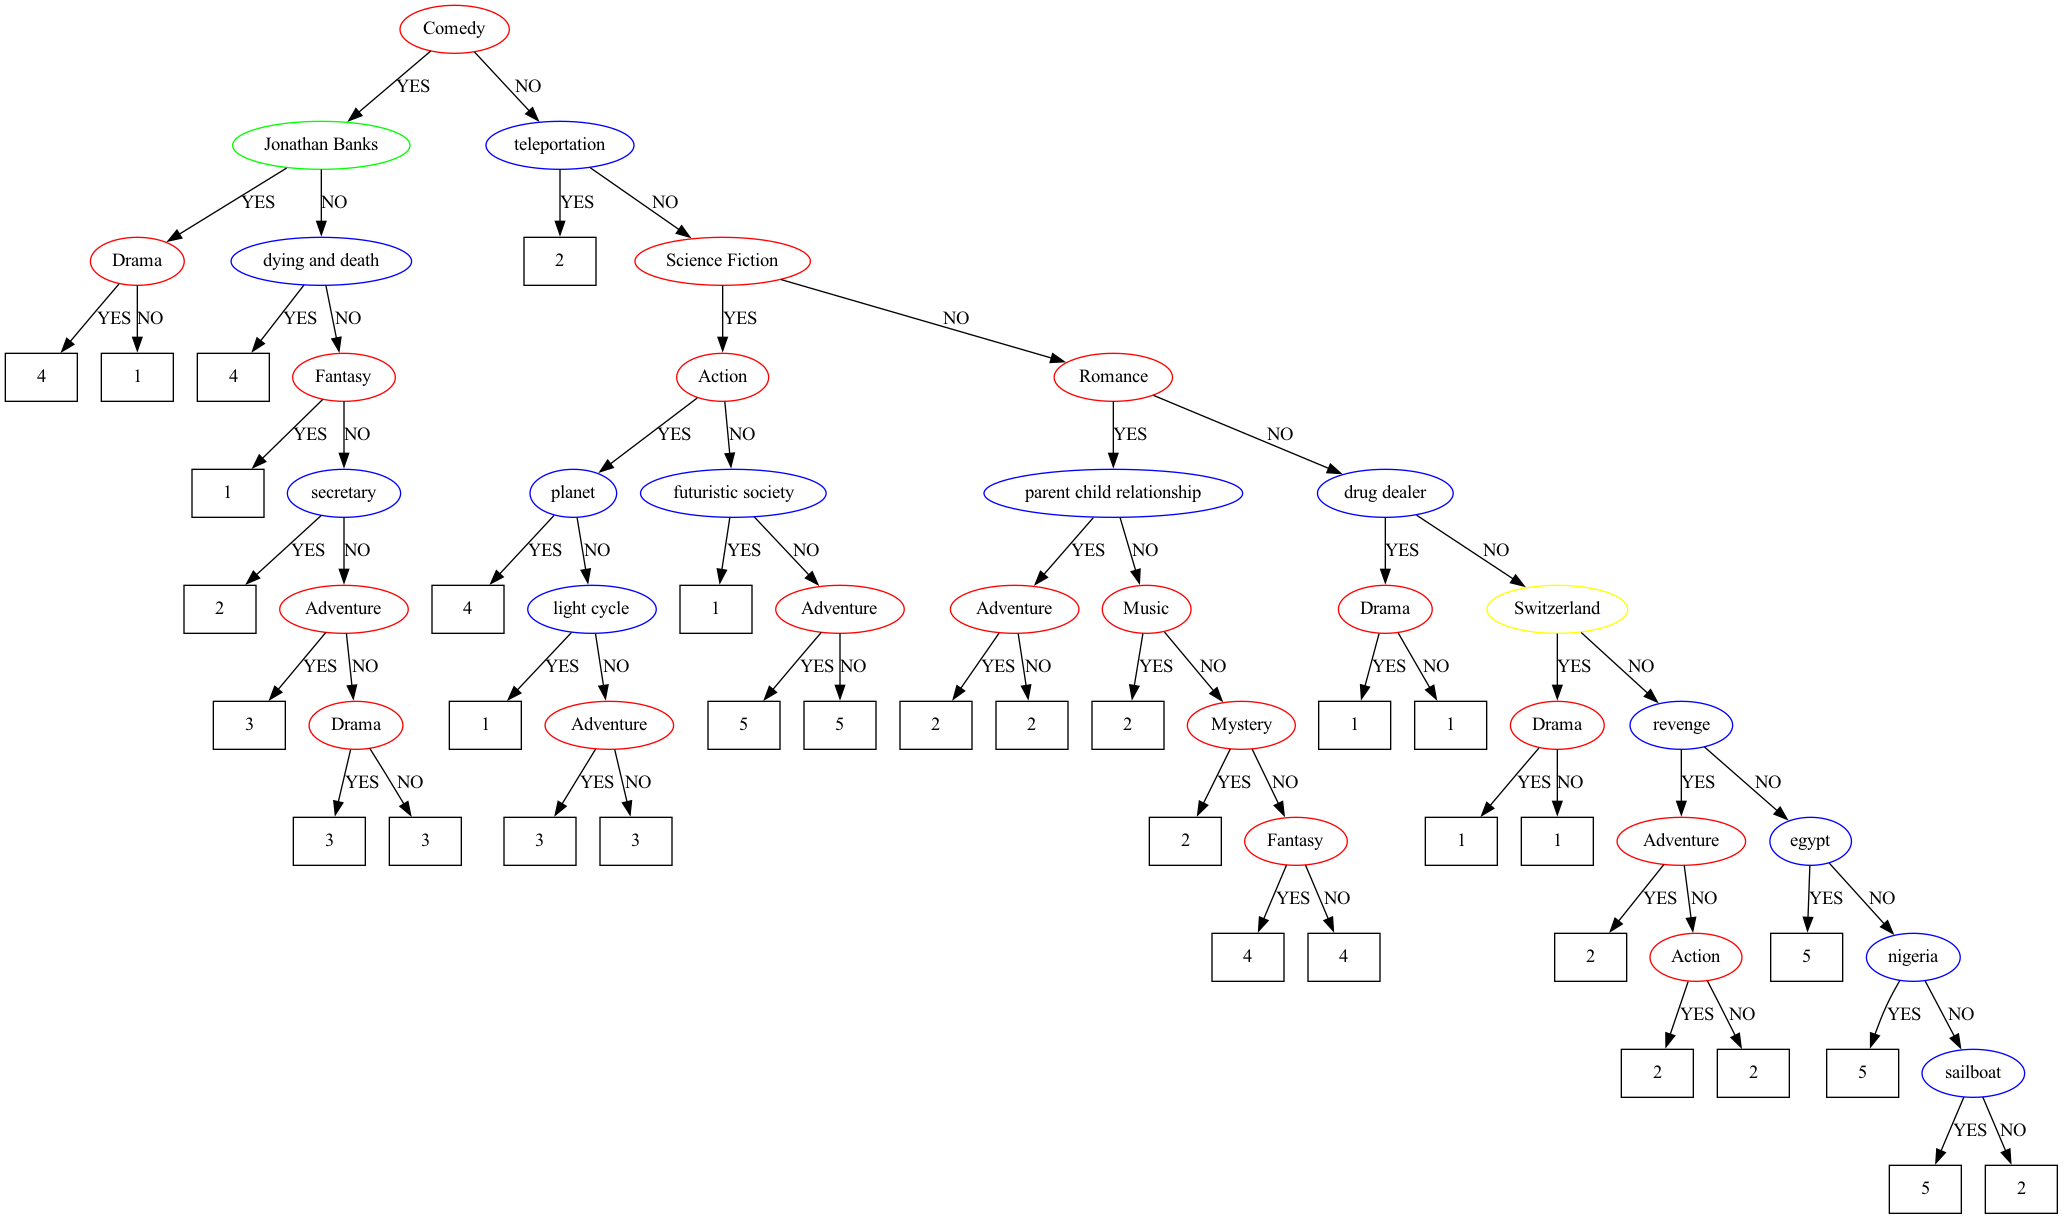 Comedy
YES
NO
Jonathan Banks
teleportation
YES
NO
YES
NO
Drama
dying and death
2
Science Fiction
YES
NO
YES
NO
YES
NO
4
1
4
Fantasy
Action
Romance
YES
NO
YES
NO
YES
NO
1
secretary
planet
futuristic society
parent child relationship
drug dealer
YES
NO
YES
NO
YES
NO
YES
NO
YES
NO
2
Adventure
4
light cycle
1
Adventure
Adventure
Music
Drama
Switzerland
YES
NO
YES
NO
YES
NO
YES
NO
YES
NO
YES
NO
YES
NO
3
Drama
1
Adventure
5
5
2
2
2
Mystery
1
1
Drama
revenge
YES
NO
YES
NO
YES
NO
YES
NO
YES
NO
3
3
3
3
2
Fantasy
1
1
Adventure
egypt
YES
NO
YES
NO
YES
NO
4
4
2
Action
5
nigeria
YES
NO
YES
NO
2
2
5
sailboat
YES
NO
5
2